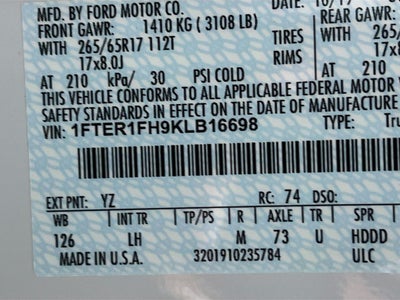 MFD. BY FORD MOTOR CO. DATE:
FRONT GAWR: 1410 KG ( 3108 LB) REAR GAWR:
WITH 265/65R17 112T TIRES WITH
17x8.0J RIMS
AT 210 kPa/ 30 PSI COLD AT 210
THIS VEHICLE CONFORMS TO ALL APPLICABLE FEDERAL MOTOR
SAFETY STANDARDS IN EFFECT ON THE DATE OF MANUFA
VIN: 1FTER1FH9KLB16698 TYPE:
EXT PNT: YZ RC: 74 DSO:
WB INT TR TP/PS R AXLE TR SPR
126 LH M 73 U HDDD
MADE IN U.S.A. 3201910235784 ULC